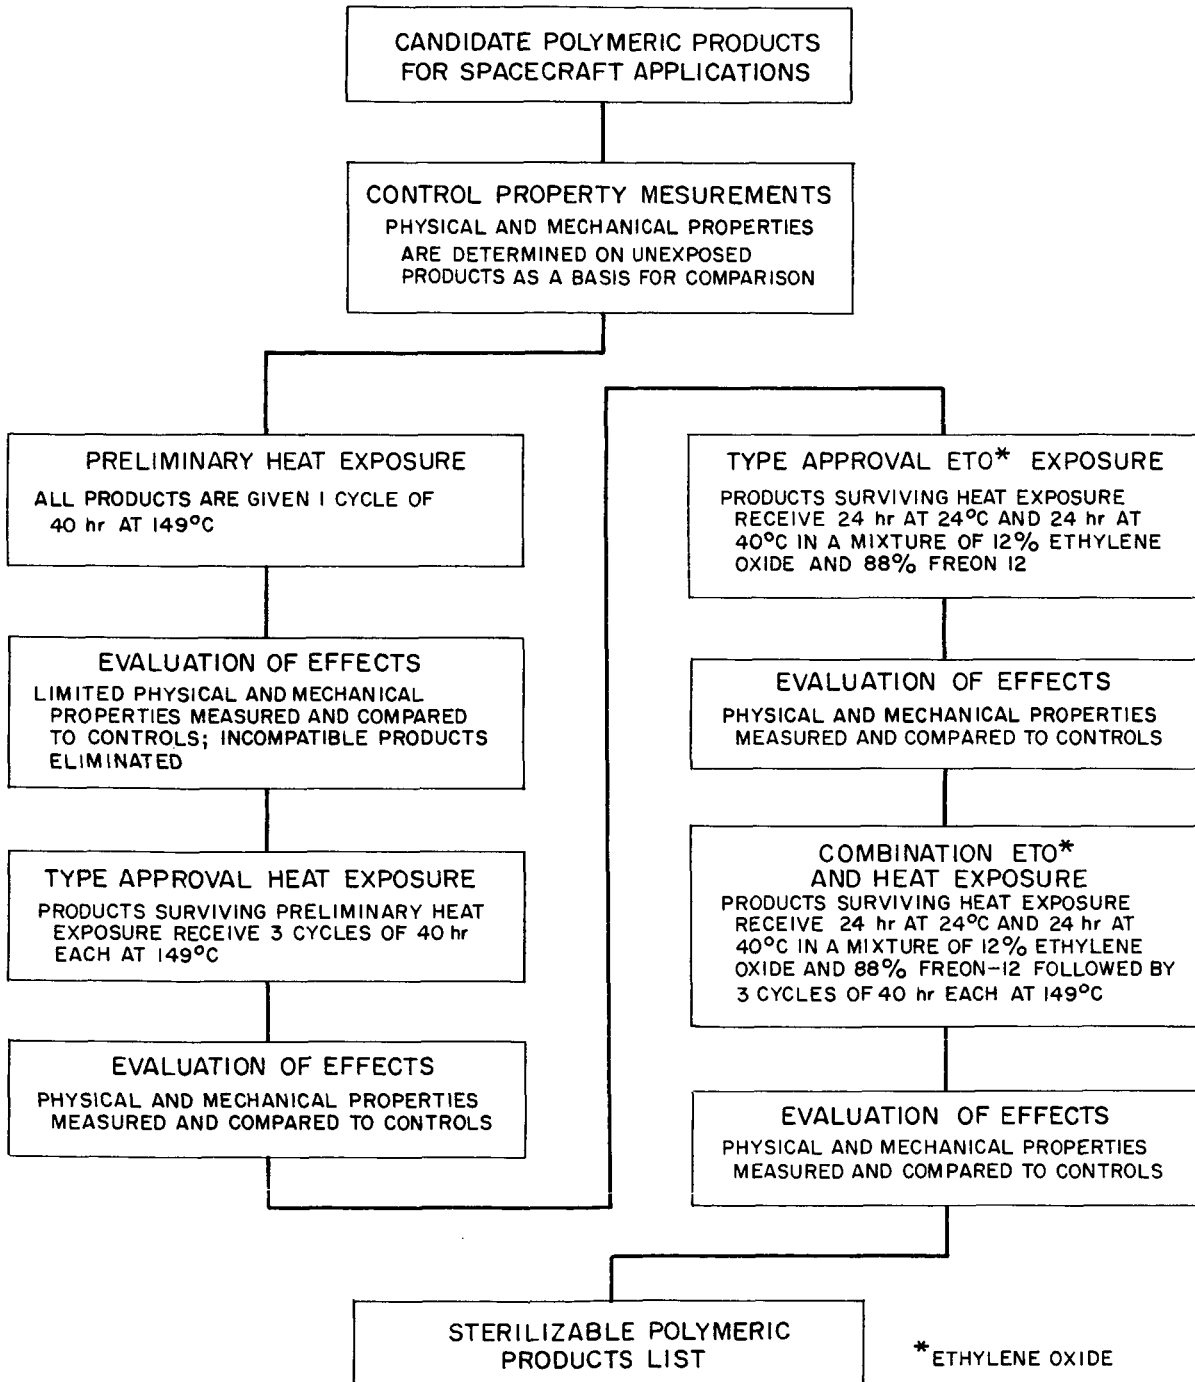 CANDIDATE POLYMERIC PRODUCTS
FOR SPACECRAFT APPLICATIONS
CONTROL PROPERTY MESUREMENTS
PHYSICAL AND MECHANICAL PROPERTIES
ARE DETERMINED ON UNEXPOSED
PRODUCTS AS A BASIS FOR COMPARISON
PRELIMINARY HEAT EXPOSURE
ALL PRODUCTS ARE GIVEN 1 CYCLE OF
40 hr AT 149°C
EVALUATION OF EFFECTS
LIMITED PHYSICAL AND MECHANICAL
PROPERTIES MEASURED AND COMPARED
TO CONTROLS; INCOMPATIBLE PRODUCTS
ELIMINATED
TYPE APPROVAL HEAT EXPOSURE
PRODUCTS SURVIVING PRELIMINARY HEAT
EXPOSURE RECEIVE 3 CYCLES OF 40 hr
EACH AT 149°C
EVALUATION OF EFFECTS
PHYSICAL AND MECHANICAL PROPERTIES
MEASURED AND COMPARED TO CONTROLS
TYPE APPROVAL ETO* EXPOSURE
PRODUCTS SURVIVING HEAT EXPOSURE
RECEIVE 24 hr AT 24°C AND 24 hr AT
40°C IN A MIXTURE OF 12% ETHYLENE
OXIDE AND 88% FREON 12
EVALUATION OF EFFECTS
PHYSICAL AND MECHANICAL PROPERTIES
MEASURED AND COMPARED TO CONTROLS
COMBINATION ETO*
AND HEAT EXPOSURE
PRODUCTS SURVIVING HEAT EXPOSURE
RECEIVE 24 hr AT 24°C AND 24 hr AT
40°C IN A MIXTURE OF 12% ETHYLENE
OXIDE AND 88% FREON-12 FOLLOWED BY
3 CYCLES OF 40 hr EACH AT 149°C
EVALUATION OF EFFECTS
PHYSICAL AND MECHANICAL PROPERTIES
MEASURED AND COMPARED TO CONTROLS
STERILIZABLE POLYMERIC
PRODUCTS LIST
*ETHYLENE OXIDE